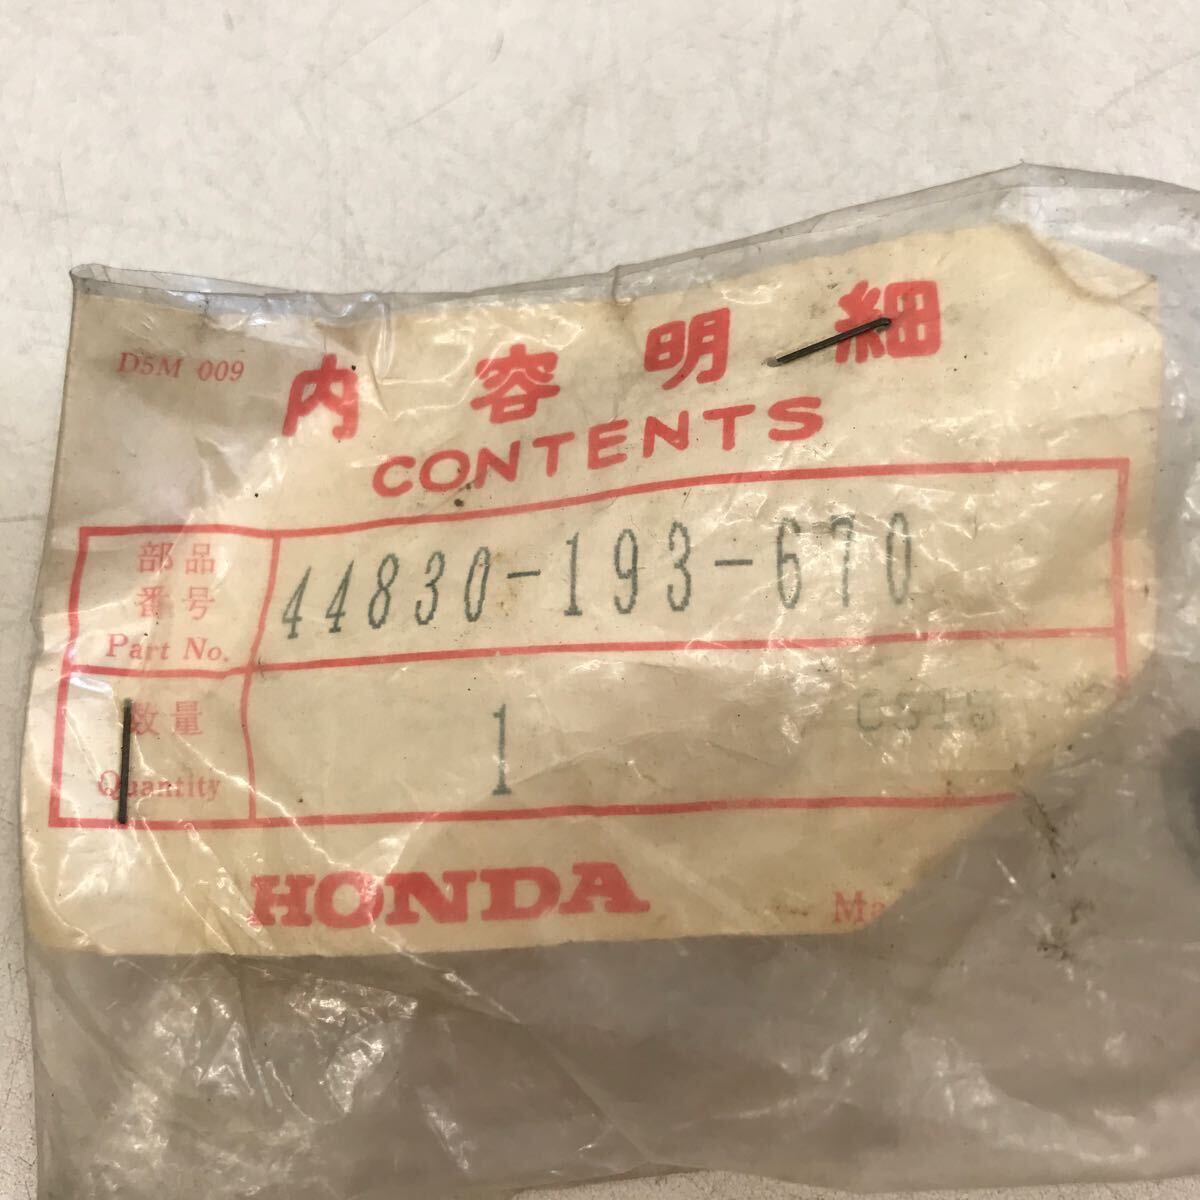 D5M 009
内容明細
CONTENTS
部品
番号
Part No.
44830-193-670
数量
Quantity
1
HONDA